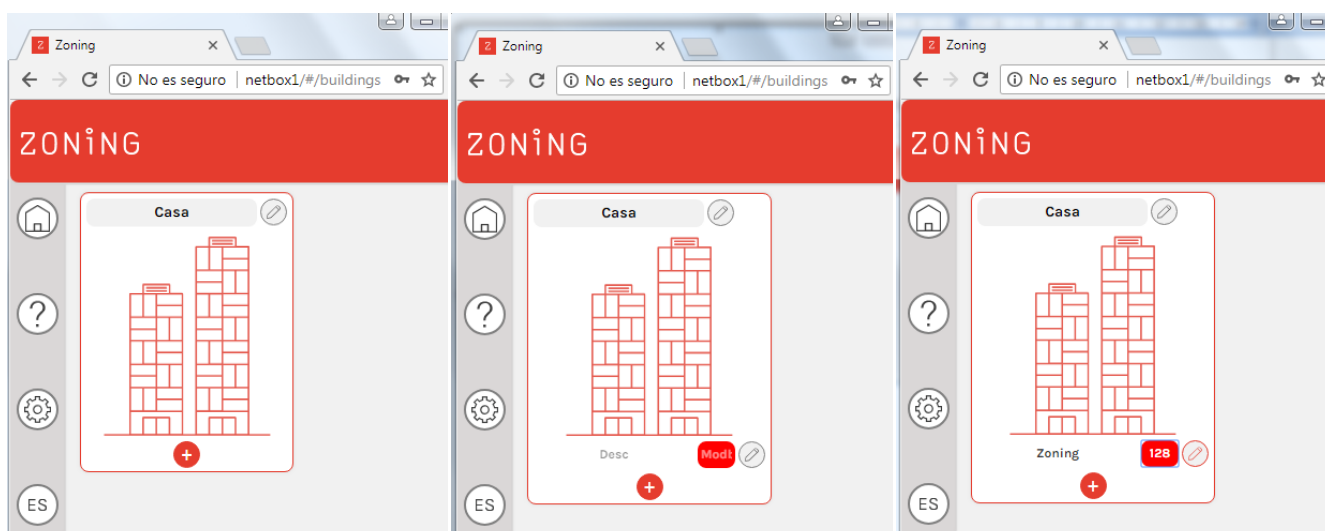 Zoning
No es seguro netbox1/#/buildings
ZONiNG
Casa
ES
Zoning
No es seguro netbox1/#/buildings
ZONiNG
Casa
Desc Modt
ES
Zoning
No es seguro netbox1/#/buildings
ZONiNG
Casa
Zoning 128
ES